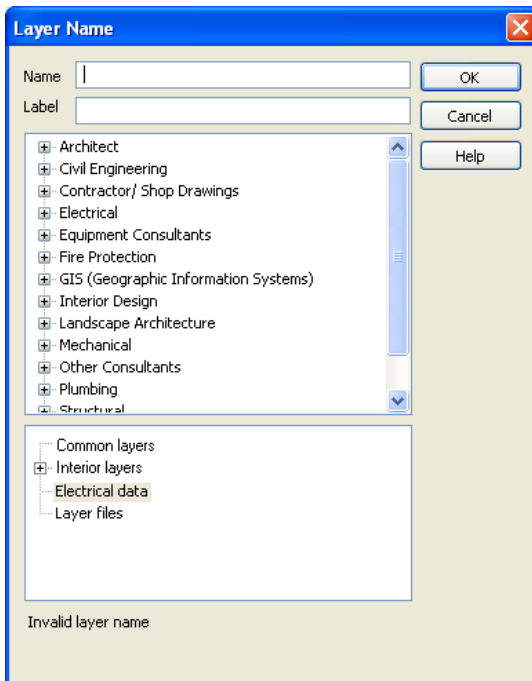 Layer Name
Name
OK
Label
Cancel
Help
Architect
Civil Engineering
Contractor/ Shop Drawings
Electrical
Equipment Consultants
Fire Protection
GIS (Geographic Information Systems)
Interior Design
Landscape Architecture
Mechanical
Other Consultants
Plumbing
Structural
Common layers
Interior layers
Electrical data
Layer files
Invalid layer name